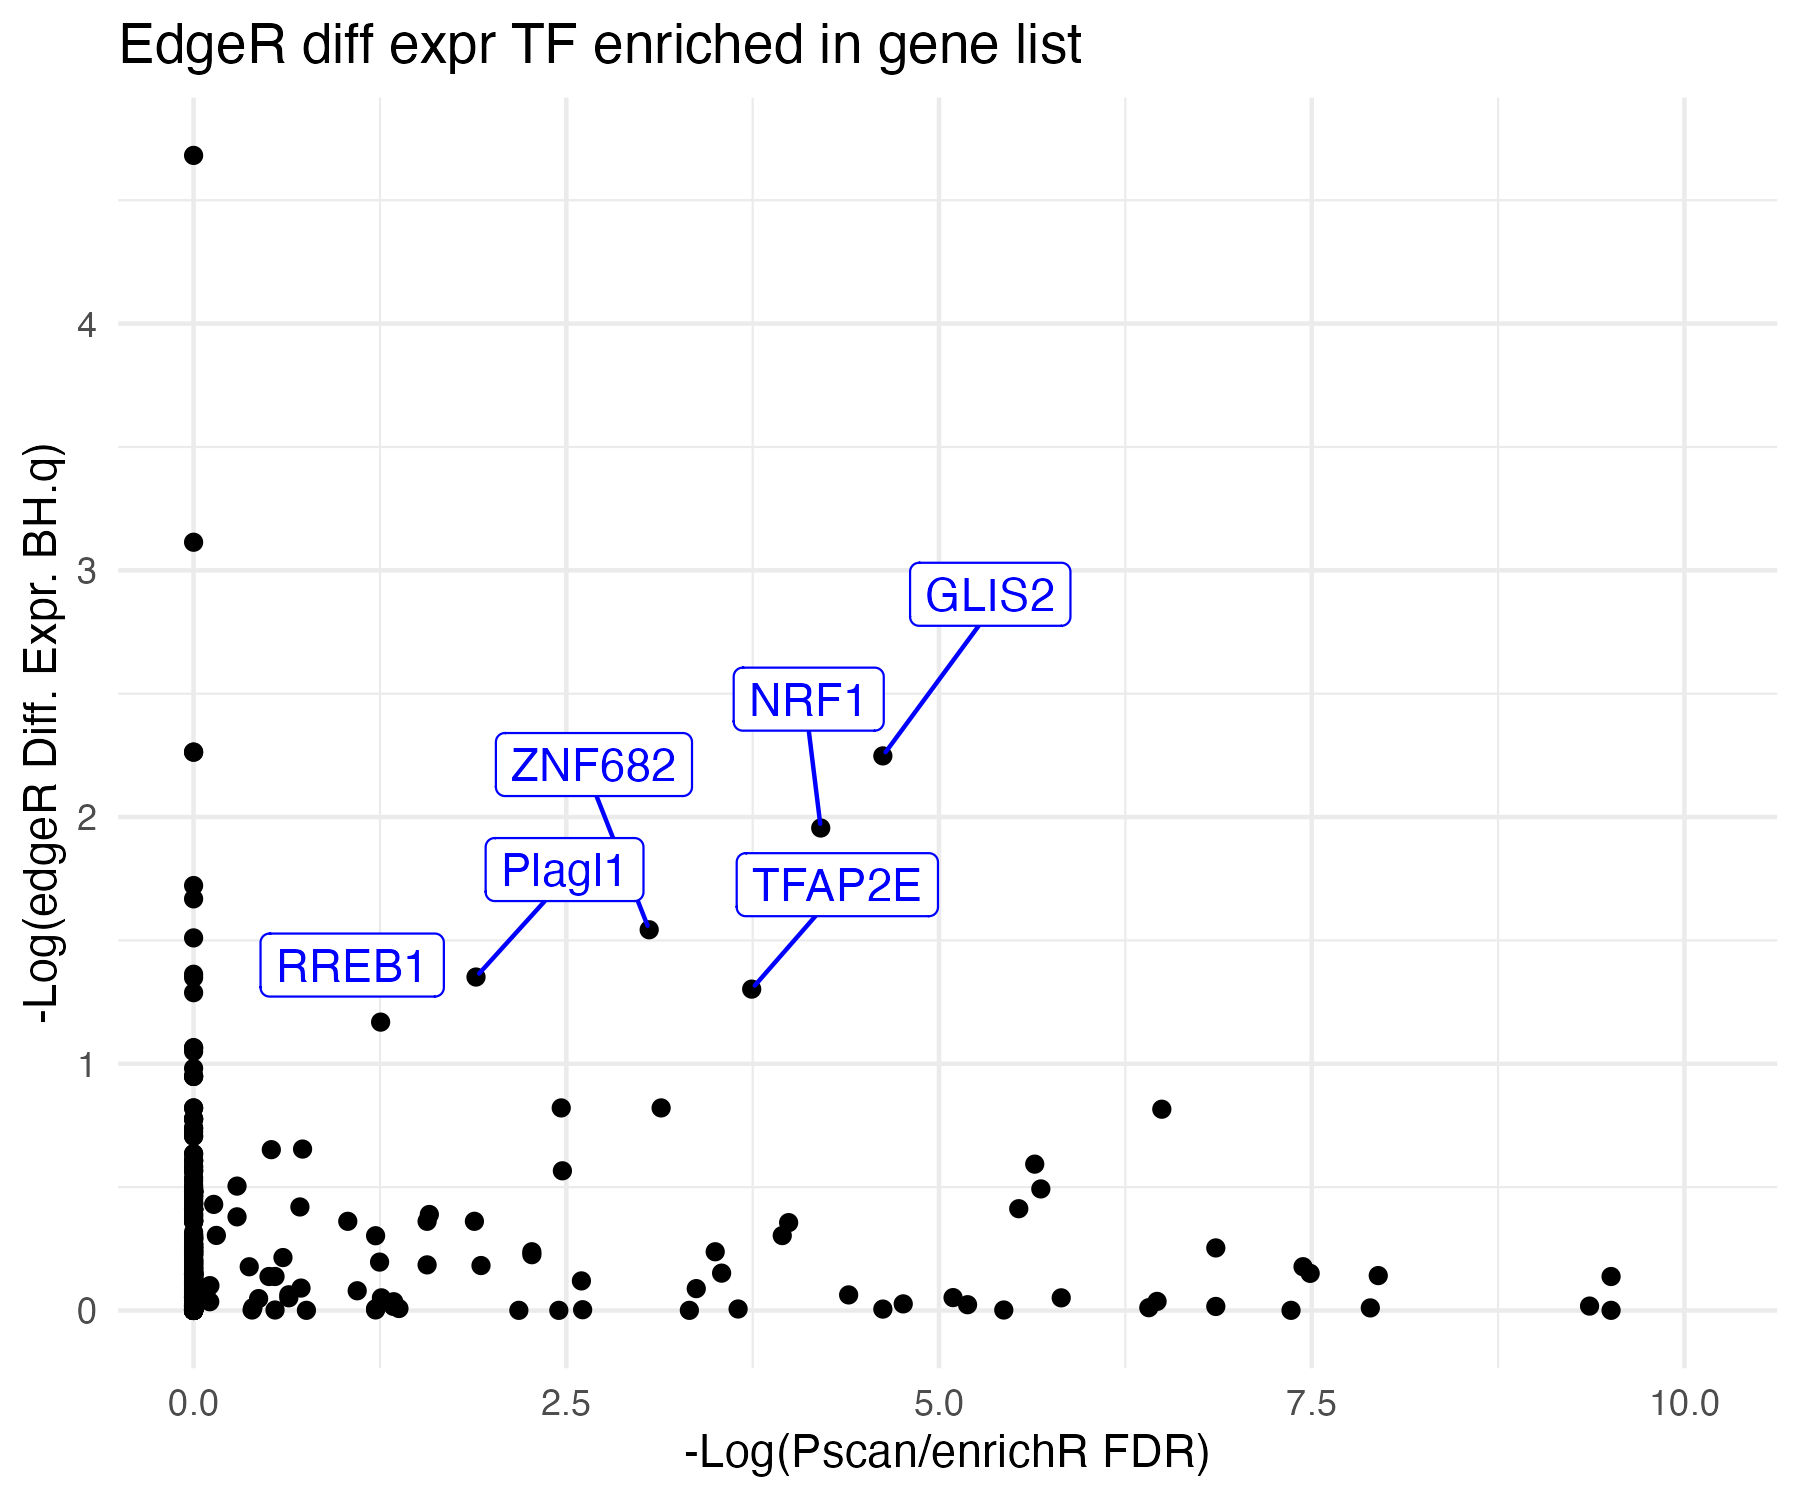 EdgeR diff expr TF enriched in gene list
-Log(edgeR Diff. Expr. BH.q)
4
3
2
1
0
GLIS2
NRF1
ZNF682
Plagl1
TFAP2E
RREB1
0.0 2.5 5.0 7.5 10.0
-Log(Pscan/enrichR FDR)